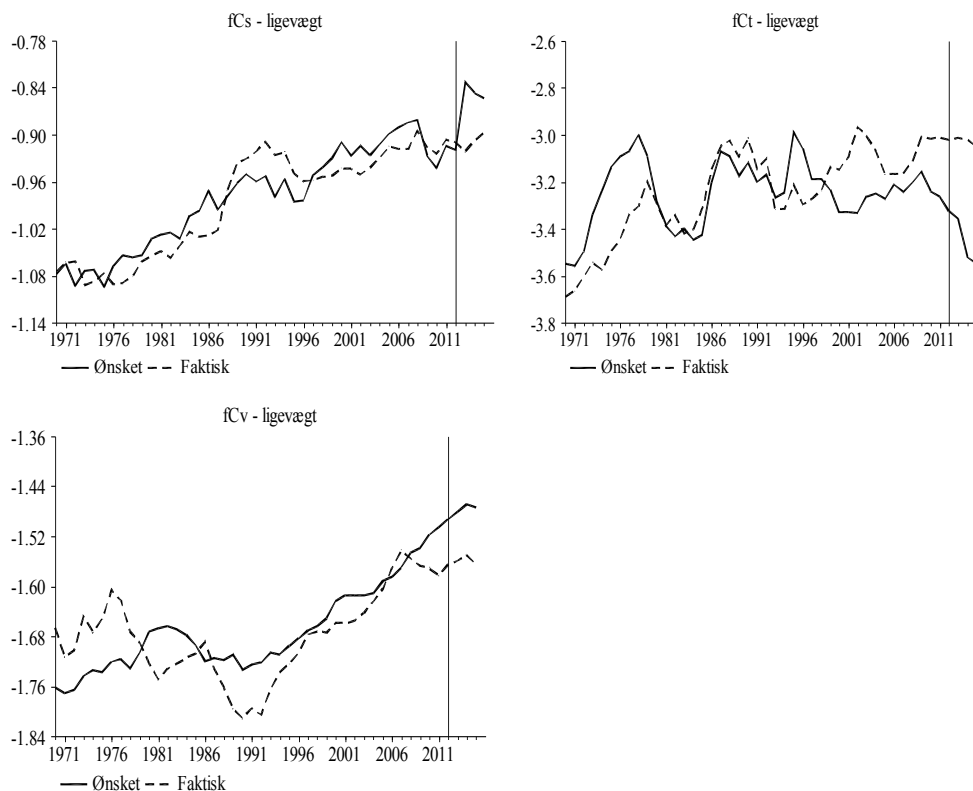 fCs - ligevægt
-0.78
-0.84
-0.90
-0.96
-1.02
-1.08
-1.14
1971 1976 1981 1986 1991 1996 2001 2006 2011
Ønsket Faktisk
fCt - ligevægt
-2.6
-2.8
-3.0
-3.2
-3.4
-3.6
-3.8
1971 1976 1981 1986 1991 1996 2001 2006 2011
Ønsket Faktisk
fCv - ligevægt
-1.36
-1.44
-1.52
-1.60
-1.68
-1.76
-1.84
1971 1976 1981 1986 1991 1996 2001 2006 2011
Ønsket Faktisk